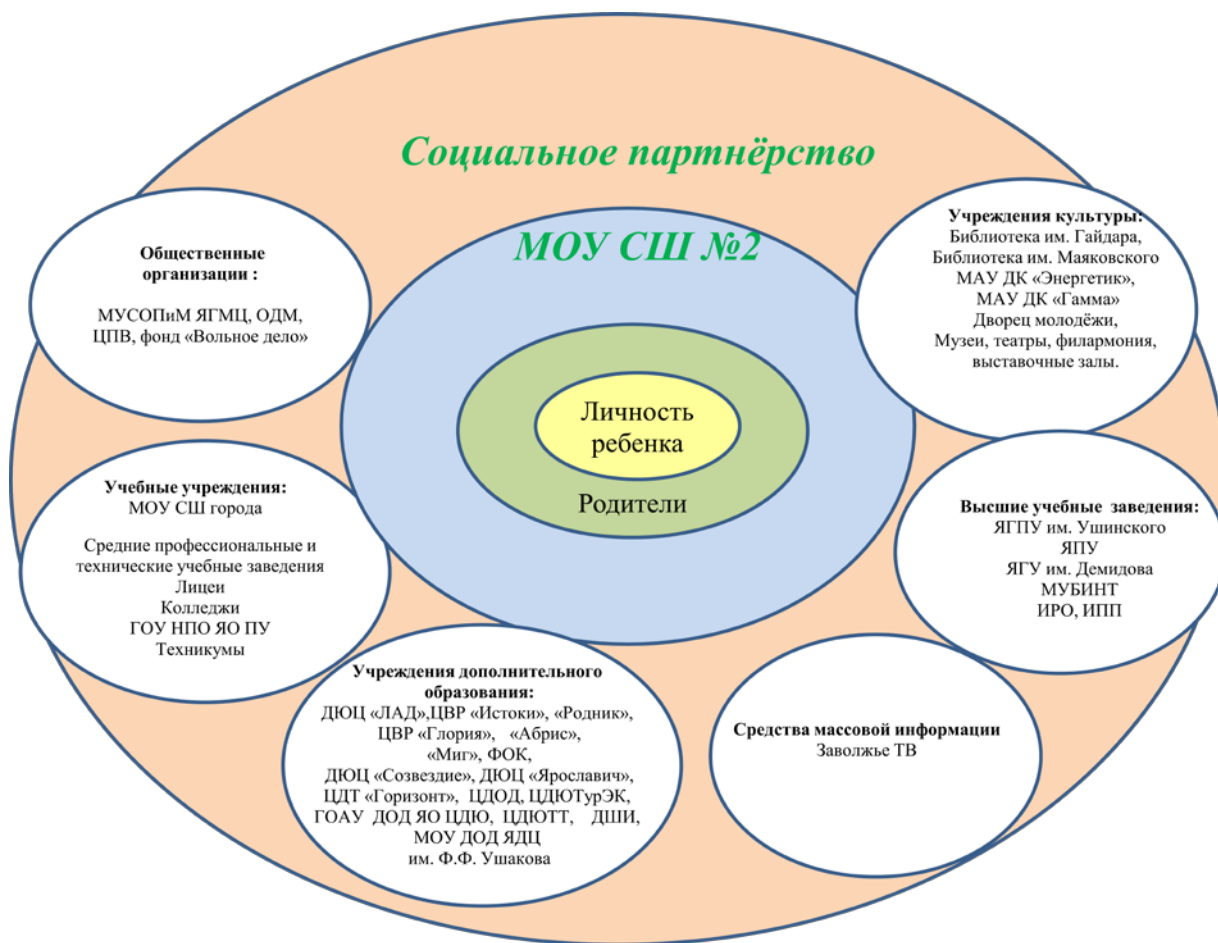 Социальное партнёрство
МОУ СШ №2
Личность
ребенка
Родители
Общественные
организации :
МУСОПиМ ЯГМЦ, ОДМ,
ЦПВ, фонд «Вольное дело»
Учреждения культуры:
Библиотека им. Гайдара,
Библиотека им. Маяковского
МАУ ДК «Энергетик»,
МАУ ДК «Гамма»
Дворец молодёжи,
Музеи, театры, филармония,
выставочные залы.
Учебные учреждения:
МОУ СШ города
Средние профессиональные и
технические учебные заведения
Лицеи
Колледжи
ГОУ НПО ЯО ПУ
Техникумы
Высшие учебные заведения:
ЯГПУ им. Ушинского
ЯПУ
ЯГУ им. Демидова
МУБИНТ
ИРО, ИПП
Учреждения дополнительного
образования:
ДЮЦ «ЛАД»,ЦВР «Истоки», «Родник»,
ЦВР «Глория», «Абрис»,
«Миг», ФОК,
ДЮЦ «Созвездие», ДЮЦ «Ярославич»,
ЦДТ «Горизонт», ЦДОД, ЦДЮТурЭК,
ГОАУ ДОД ЯО ЦДЮ, ЦДЮТТ, ДШИ,
МОУ ДОД ЯДЦ
им. Ф.Ф. Ушакова
Средства массовой информации
Заволжье ТВ